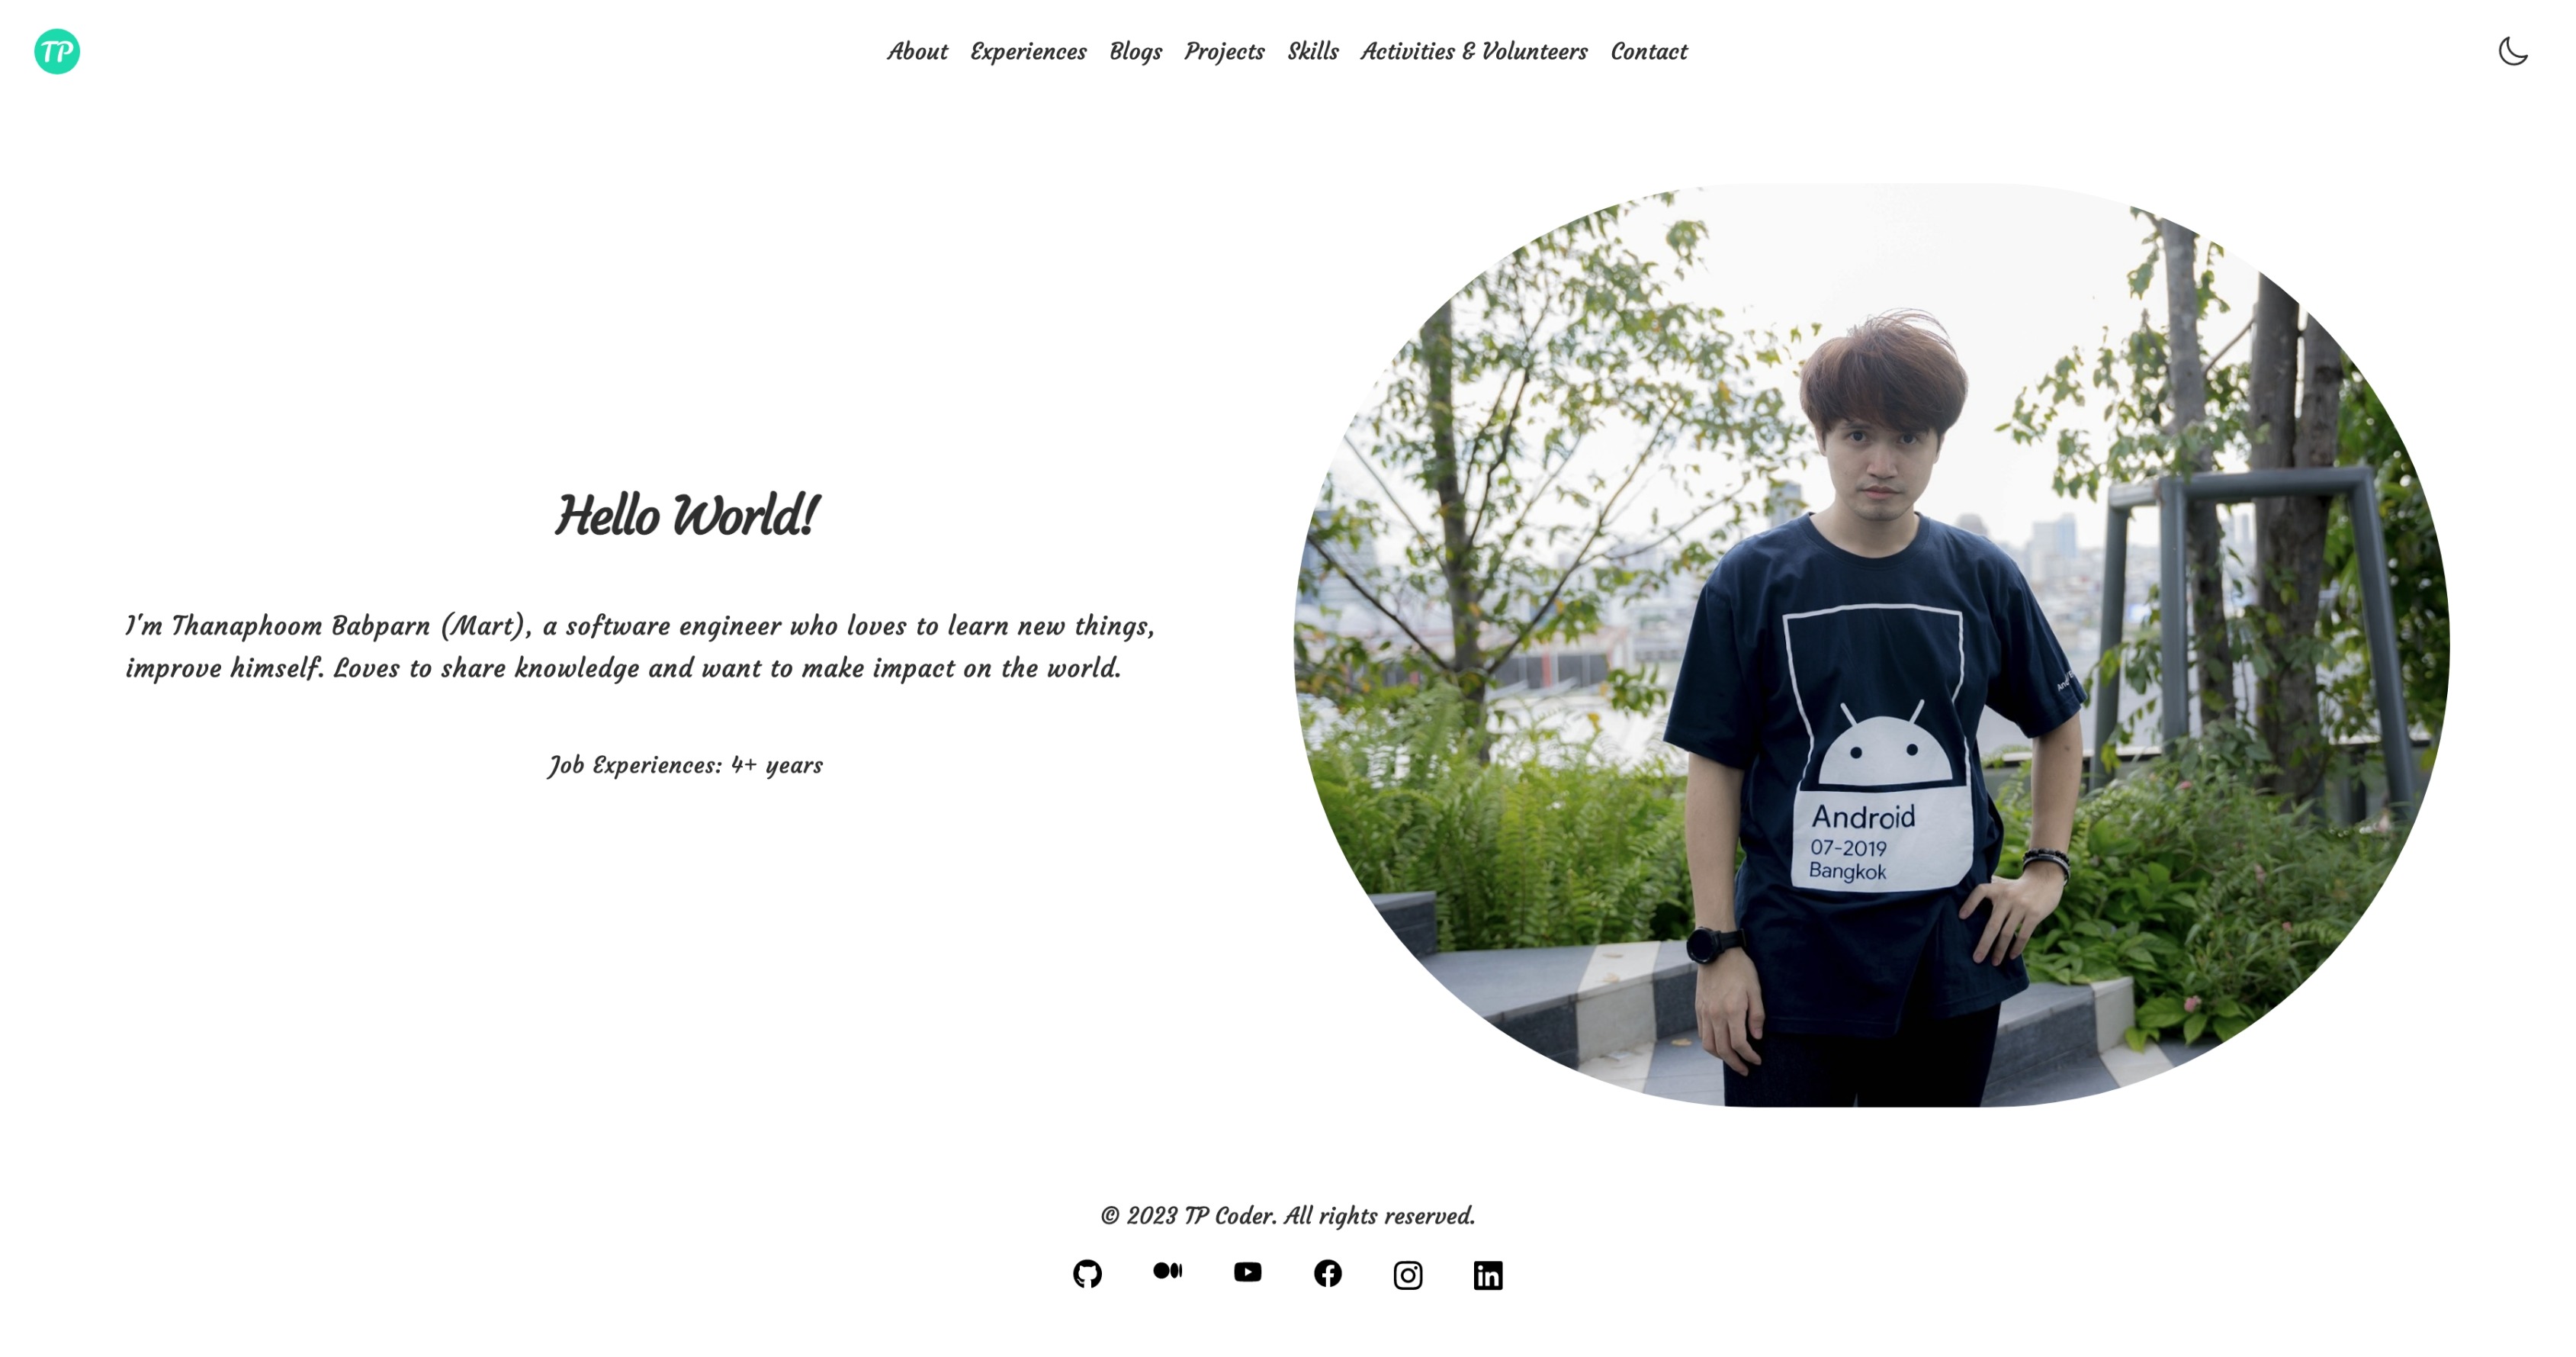 TP
About Experiences Blogs Projects Skills Activities & Volunteers Contact
Hello World!
I'm Thanaphoom Babparn (Mart), a software engineer who loves to learn new things,
improve himself. Loves to share knowledge and want to make impact on the world.
Job Experiences: 4+ years
Android
07-2019
Bangkok
© 2023 TP Coder. All rights reserved.
in